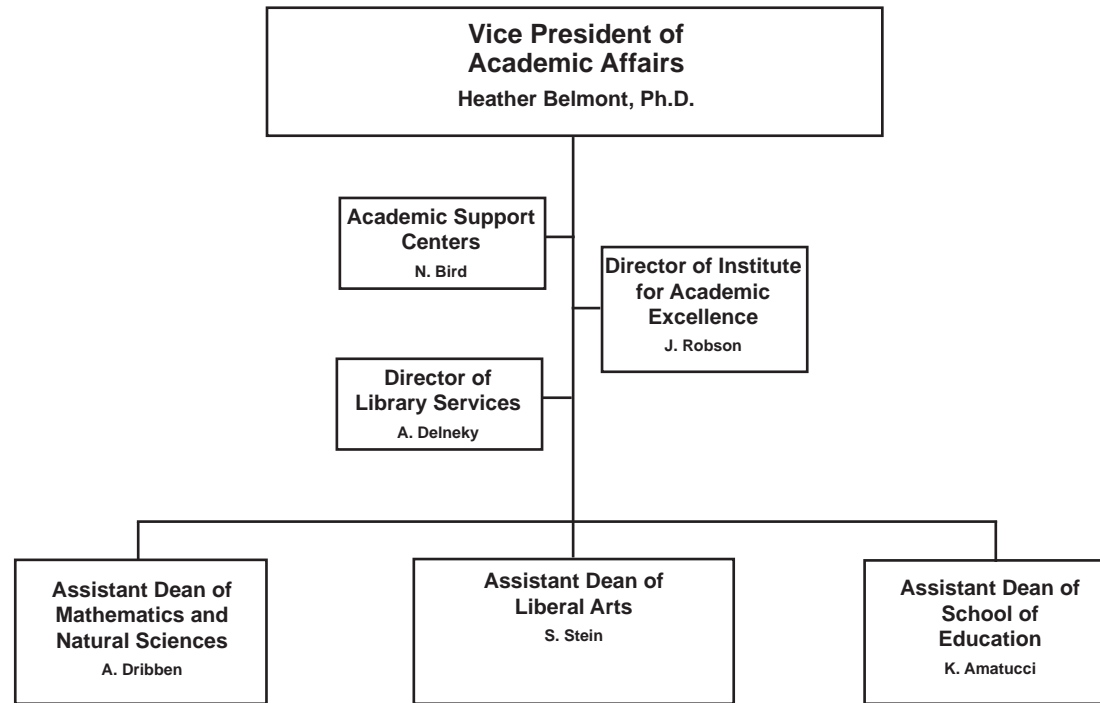 Vice President of
Academic Affairs
Heather Belmont, Ph.D.
Academic Support
Centers
N. Bird
Director of Institute
for Academic
Excellence
J. Robson
Director of
Library Services
A. Delneky
Assistant Dean of
Mathematics and
Natural Sciences
A. Dribben
Assistant Dean of
Liberal Arts
S. Stein
Assistant Dean of
School of
Education
K. Amatucci